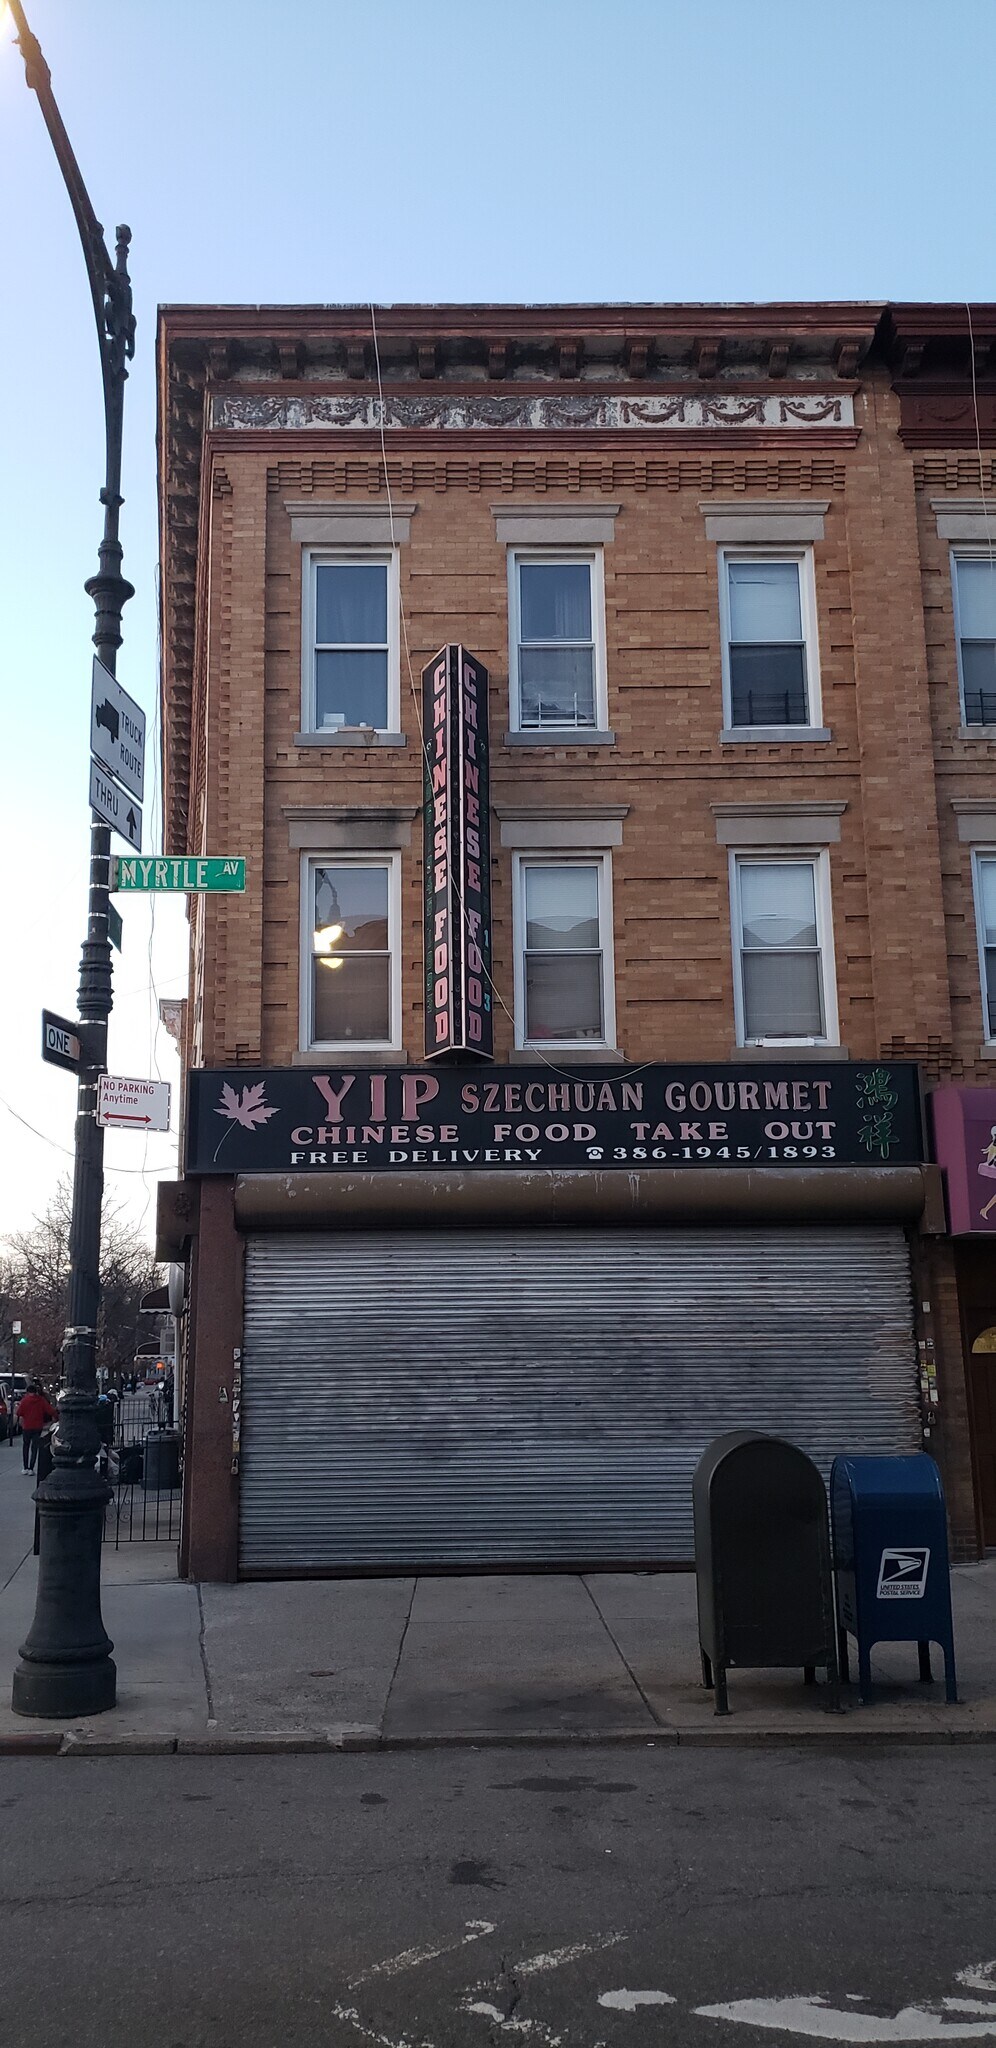 TRUCK
ROUTE
THRU
MYRTLE AV
ONE
NO PARKING
Anytime
CHINESE FOOD
CHINESE FOOD
YIP SZECHUAN GOURMET
CHINESE FOOD TAKE OUT
FREE DELIVERY 386-1945/1893
鴻祥
UNITED STATES
POSTAL SERVICE